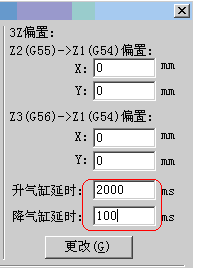 3Z偏置：
Z2(G55)->Z1(G54)偏置：
X： 0 mm
Y： 0 mm
Z3(G56)->Z1(G54)偏置：
X： 0 mm
Y： 0 mm
升气缸延时： 2000 ms
降气缸延时： 100 ms
更改(G)